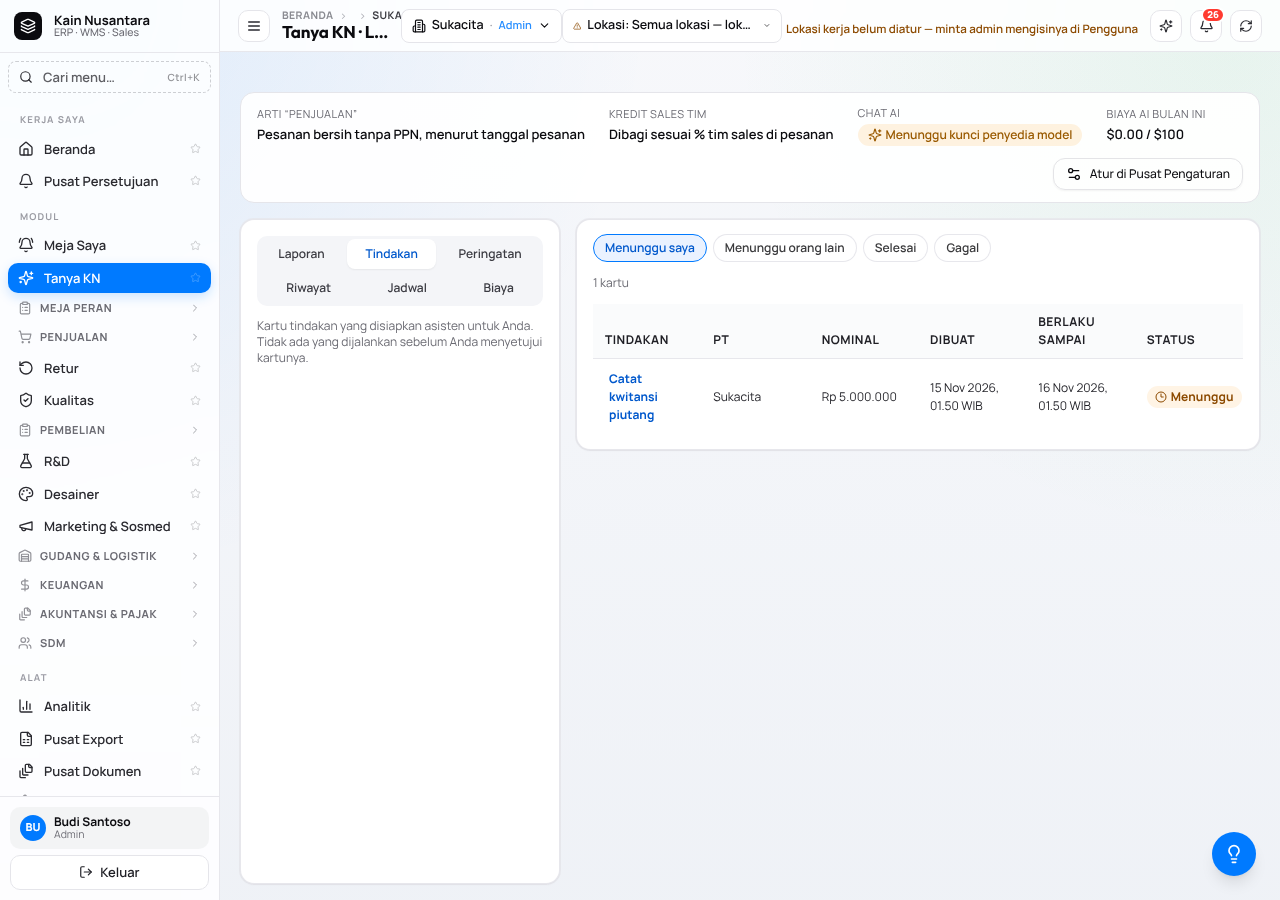 Kain Nusantara
ERP · WMS · Sales
Cari menu... Ctrl+K
KERJA SAYA
Beranda
Pusat Persetujuan
MODUL
Meja Saya
Tanya KN
MEJA PERAN
PENJUALAN
Retur
Kualitas
PEMBELIAN
R&D
Desainer
Marketing & Sosmed
GUDANG & LOGISTIK
KEUANGAN
AKUNTANSI & PAJAK
SDM
ALAT
Analitik
Pusat Export
Pusat Dokumen
BU
Budi Santoso
Admin
Keluar
BERANDA > > SUKA
Tanya KN · L...
Sukacita · Admin
Lokasi: Semua lokasi — lok...
Lokasi kerja belum diatur — minta admin mengisinya di Pengguna
26
ARTI "PENJUALAN"
Pesanan bersih tanpa PPN, menurut tanggal pesanan
KREDIT SALES TIM
Dibagi sesuai % tim sales di pesanan
CHAT AI
Menunggu kunci penyedia model
BIAYA AI BULAN INI
$0.00 / $100
Atur di Pusat Pengaturan
Laporan Tindakan Peringatan
Riwayat Jadwal Biaya
Kartu tindakan yang disiapkan asisten untuk Anda.
Tidak ada yang dijalankan sebelum Anda menyetujui
kartunya.
Menunggu saya Menunggu orang lain Selesai Gagal
1 kartu
TINDAKAN PT NOMINAL DIBUAT BERLAKU SAMPAI STATUS
Catat kwitansi piutang
Sukacita
Rp 5.000.000
15 Nov 2026, 01.50 WIB
16 Nov 2026, 01.50 WIB
Menunggu